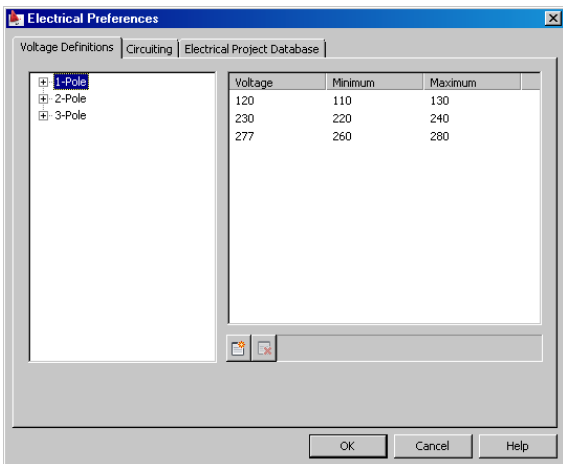 Electrical Preferences
Voltage Definitions Circuiting Electrical Project Database
1-Pole
2-Pole
3-Pole
Voltage Minimum Maximum
120 110 130
230 220 240
277 260 280
OK Cancel Help